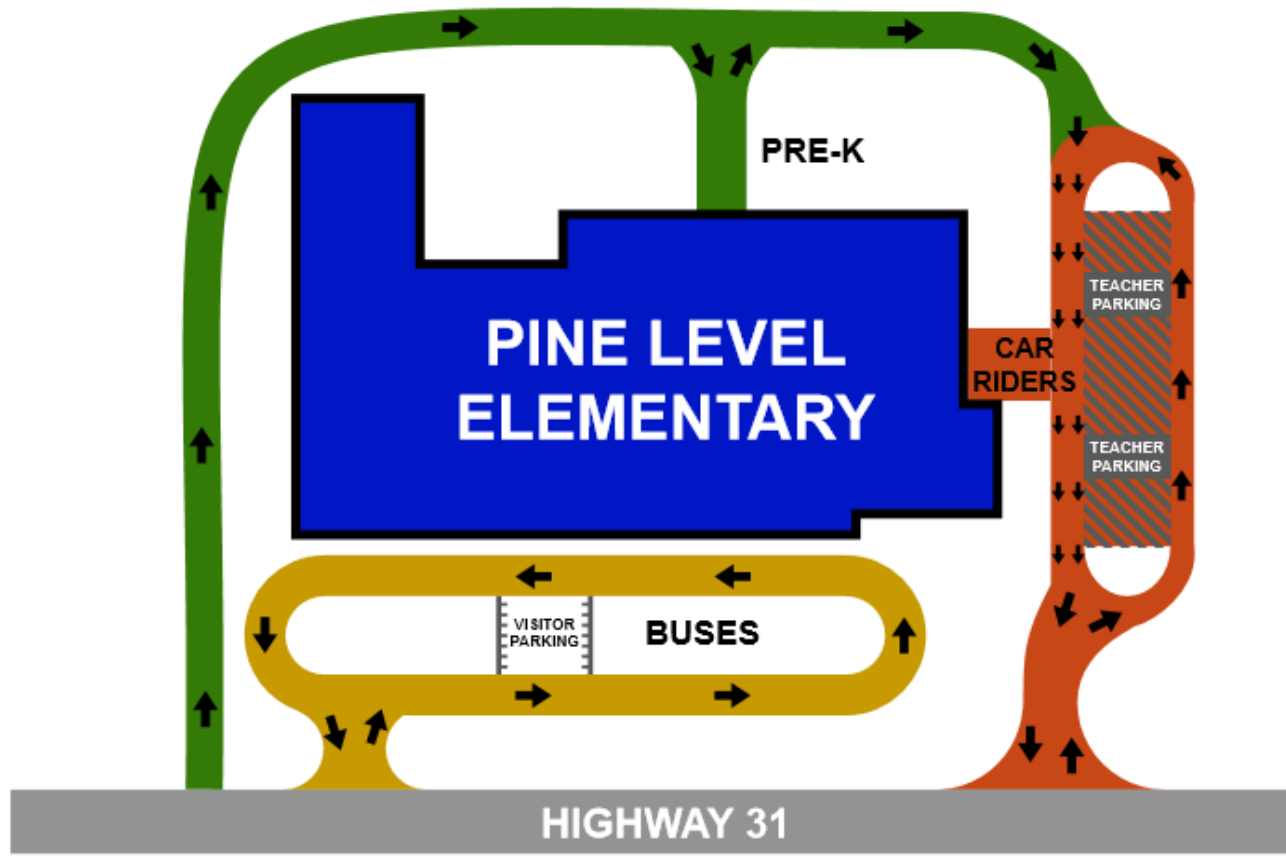 PRE-K
TEACHER
PARKING
PINE LEVEL
ELEMENTARY
CAR
RIDERS
TEACHER
PARKING
VISITOR
PARKING
BUSES
HIGHWAY 31